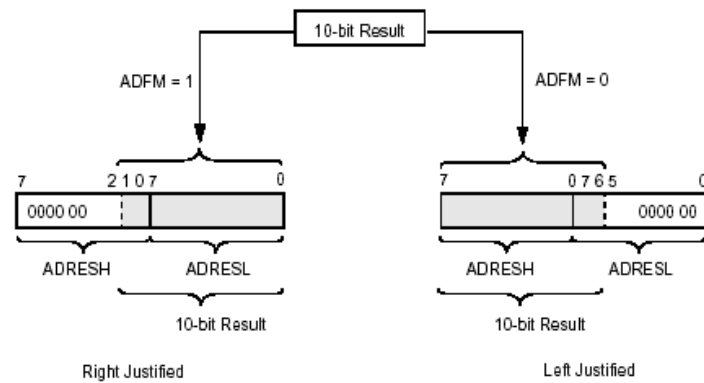 10-bit Result
ADFM = 1
ADFM = 0
7 2 1 0 7 0
7 0 7 6 5 0
0000 00
0000 00
ADRESH ADRESL
ADRESH ADRESL
10-bit Result
10-bit Result
Right Justified
Left Justified